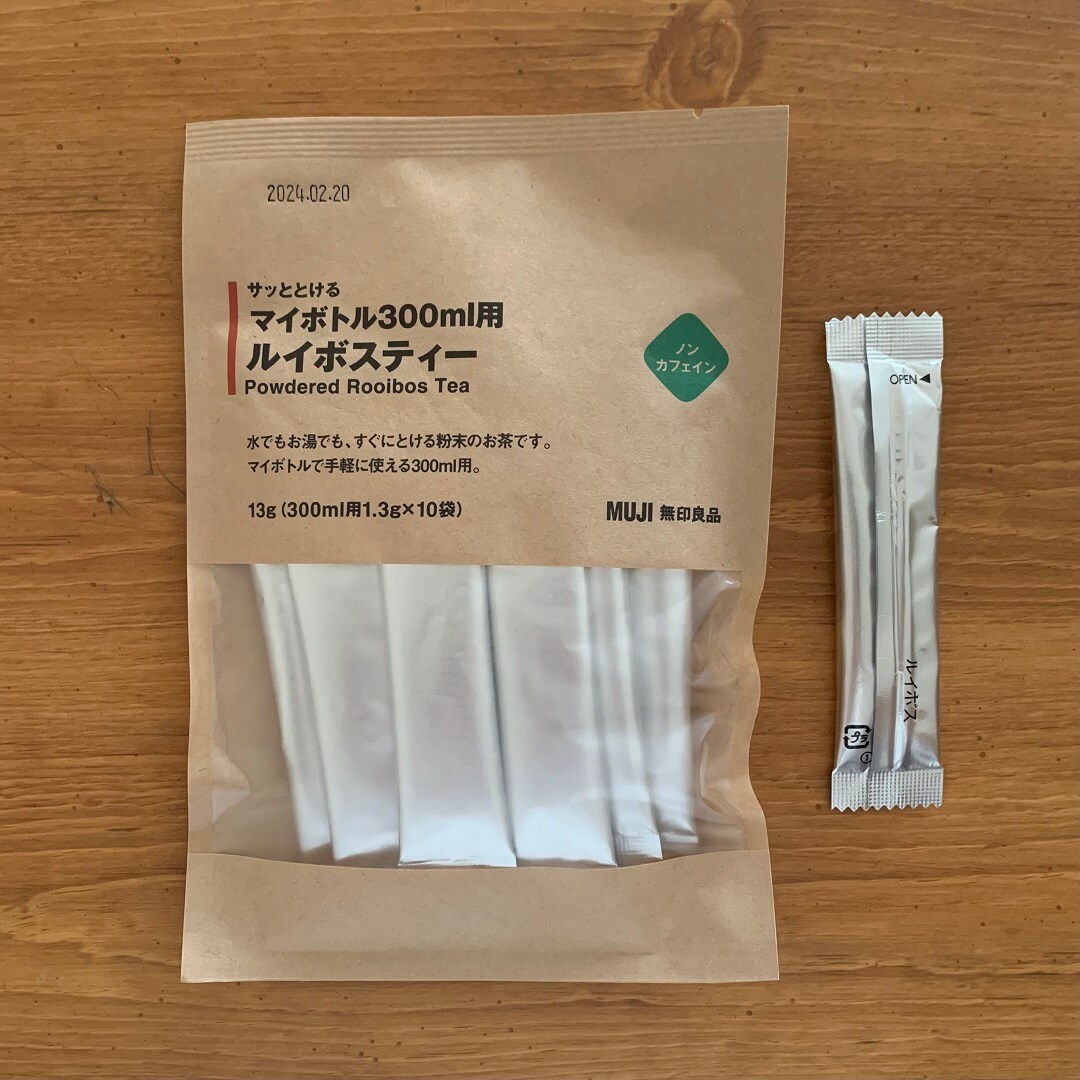 2024.02.20
サッととける
マイボトル300ml用
ルイボスティー
Powdered Rooibos Tea
ノン
カフェイン
水でもお湯でも、すぐにとける粉末のお茶です。
マイボトルで手軽に使える300ml用。
13g（300ml用1.3g×10袋）
MUJI 無印良品
OPEN◀
ルイボス
プラ